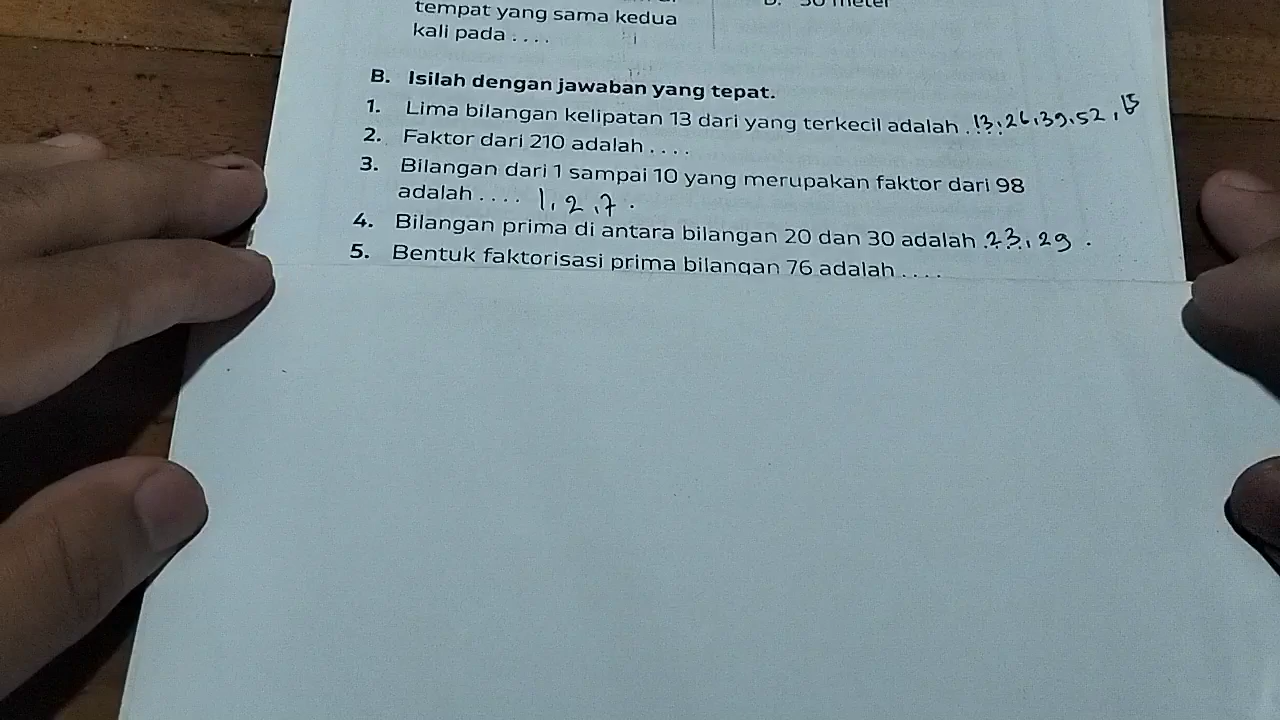 tempat yang sama kedua
kali pada . . . .
B. Isilah dengan jawaban yang tepat.
1. Lima bilangan kelipatan 13 dari yang terkecil adalah . 13, 26, 39, 52,
2. Faktor dari 210 adalah . . . .
3. Bilangan dari 1 sampai 10 yang merupakan faktor dari 98
adalah . . . . 1, 2, 7.
4. Bilangan prima di antara bilangan 20 dan 30 adalah . 23, 29 .
5. Bentuk faktorisasi prima bilangan 76 adalah . . . .